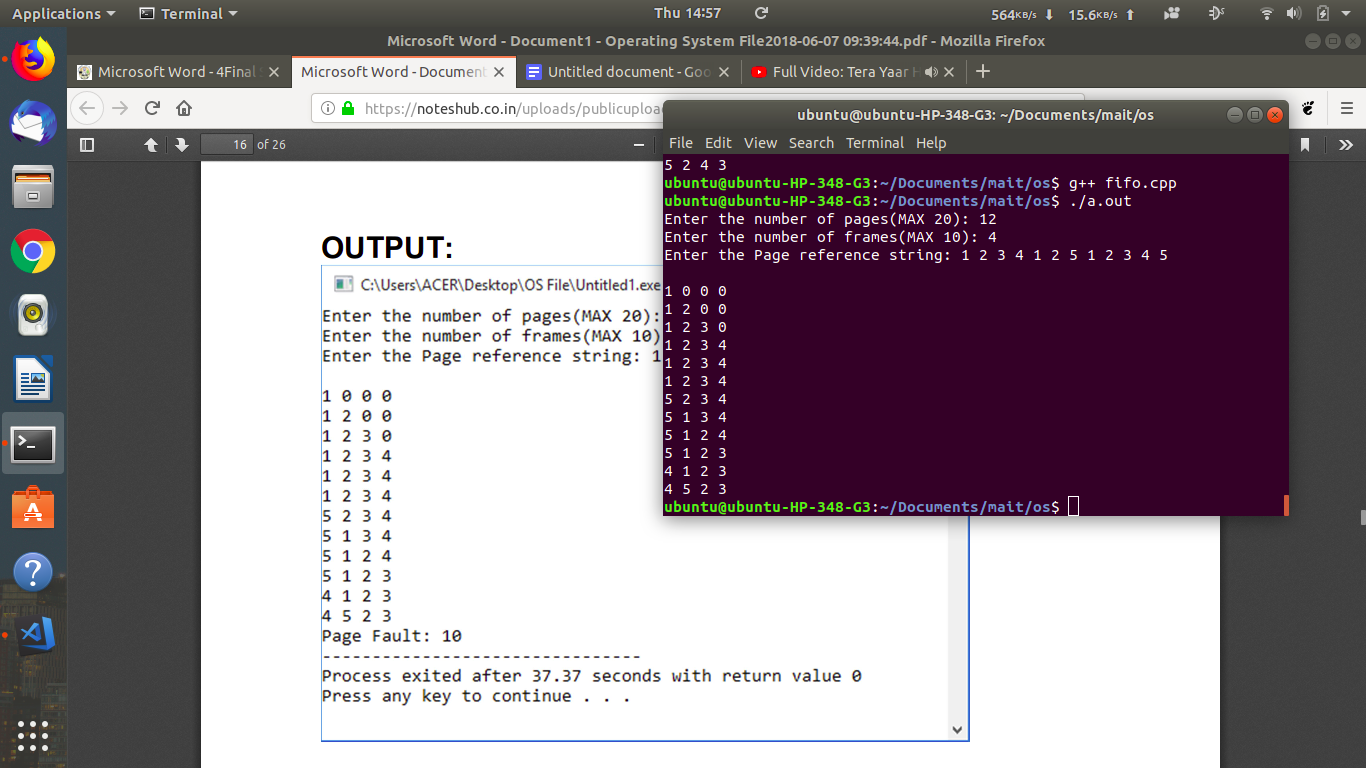 Applications Terminal Thu 14:57 564KB/s 15.6KB/s
Microsoft Word - Document1 - Operating System File2018-06-07 09:39:44.pdf - Mozilla Firefox
Microsoft Word - 4Final S Microsoft Word - Document Untitled document - Goo Full Video: Tera Yaar H
https://noteshub.co.in/uploads/publicuploa
16 of 26
OUTPUT:
C:\Users\ACER\Desktop\OS File\Untitled1.exe
Enter the number of pages(MAX 20):
Enter the number of frames(MAX 10)
Enter the Page reference string: 1
1 0 0 0
1 2 0 0
1 2 3 0
1 2 3 4
1 2 3 4
1 2 3 4
5 2 3 4
5 1 3 4
5 1 2 4
5 1 2 3
4 1 2 3
4 5 2 3
Page Fault: 10
--------------------------------
Process exited after 37.37 seconds with return value 0
Press any key to continue . . .
ubuntu@ubuntu-HP-348-G3: ~/Documents/mait/os
File Edit View Search Terminal Help
5 2 4 3
ubuntu@ubuntu-HP-348-G3:~/Documents/mait/os$ g++ fifo.cpp
ubuntu@ubuntu-HP-348-G3:~/Documents/mait/os$ ./a.out
Enter the number of pages(MAX 20): 12
Enter the number of frames(MAX 10): 4
Enter the Page reference string: 1 2 3 4 1 2 5 1 2 3 4 5
1 0 0 0
1 2 0 0
1 2 3 0
1 2 3 4
1 2 3 4
1 2 3 4
5 2 3 4
5 1 3 4
5 1 2 4
5 1 2 3
4 1 2 3
4 5 2 3
ubuntu@ubuntu-HP-348-G3:~/Documents/mait/os$